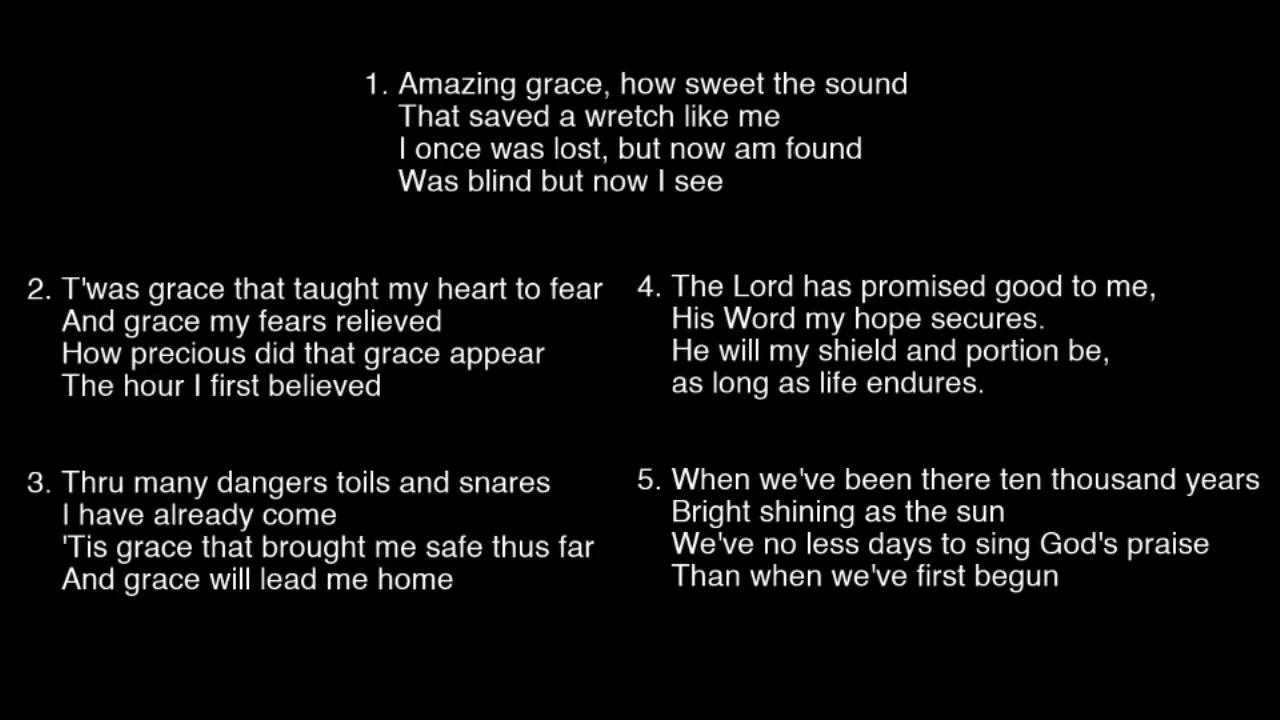 1. Amazing grace, how sweet the sound
That saved a wretch like me
I once was lost, but now am found
Was blind but now I see
2. T'was grace that taught my heart to fear
And grace my fears relieved
How precious did that grace appear
The hour I first believed
3. Thru many dangers toils and snares
I have already come
'Tis grace that brought me safe thus far
And grace will lead me home
4. The Lord has promised good to me,
His Word my hope secures.
He will my shield and portion be,
as long as life endures.
5. When we've been there ten thousand years
Bright shining as the sun
We've no less days to sing God's praise
Than when we've first begun